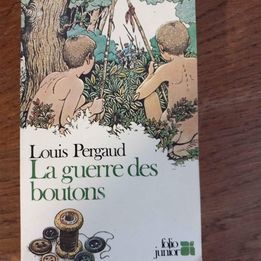 Louis Pergaud
La guerre des
boutons
folio
junior